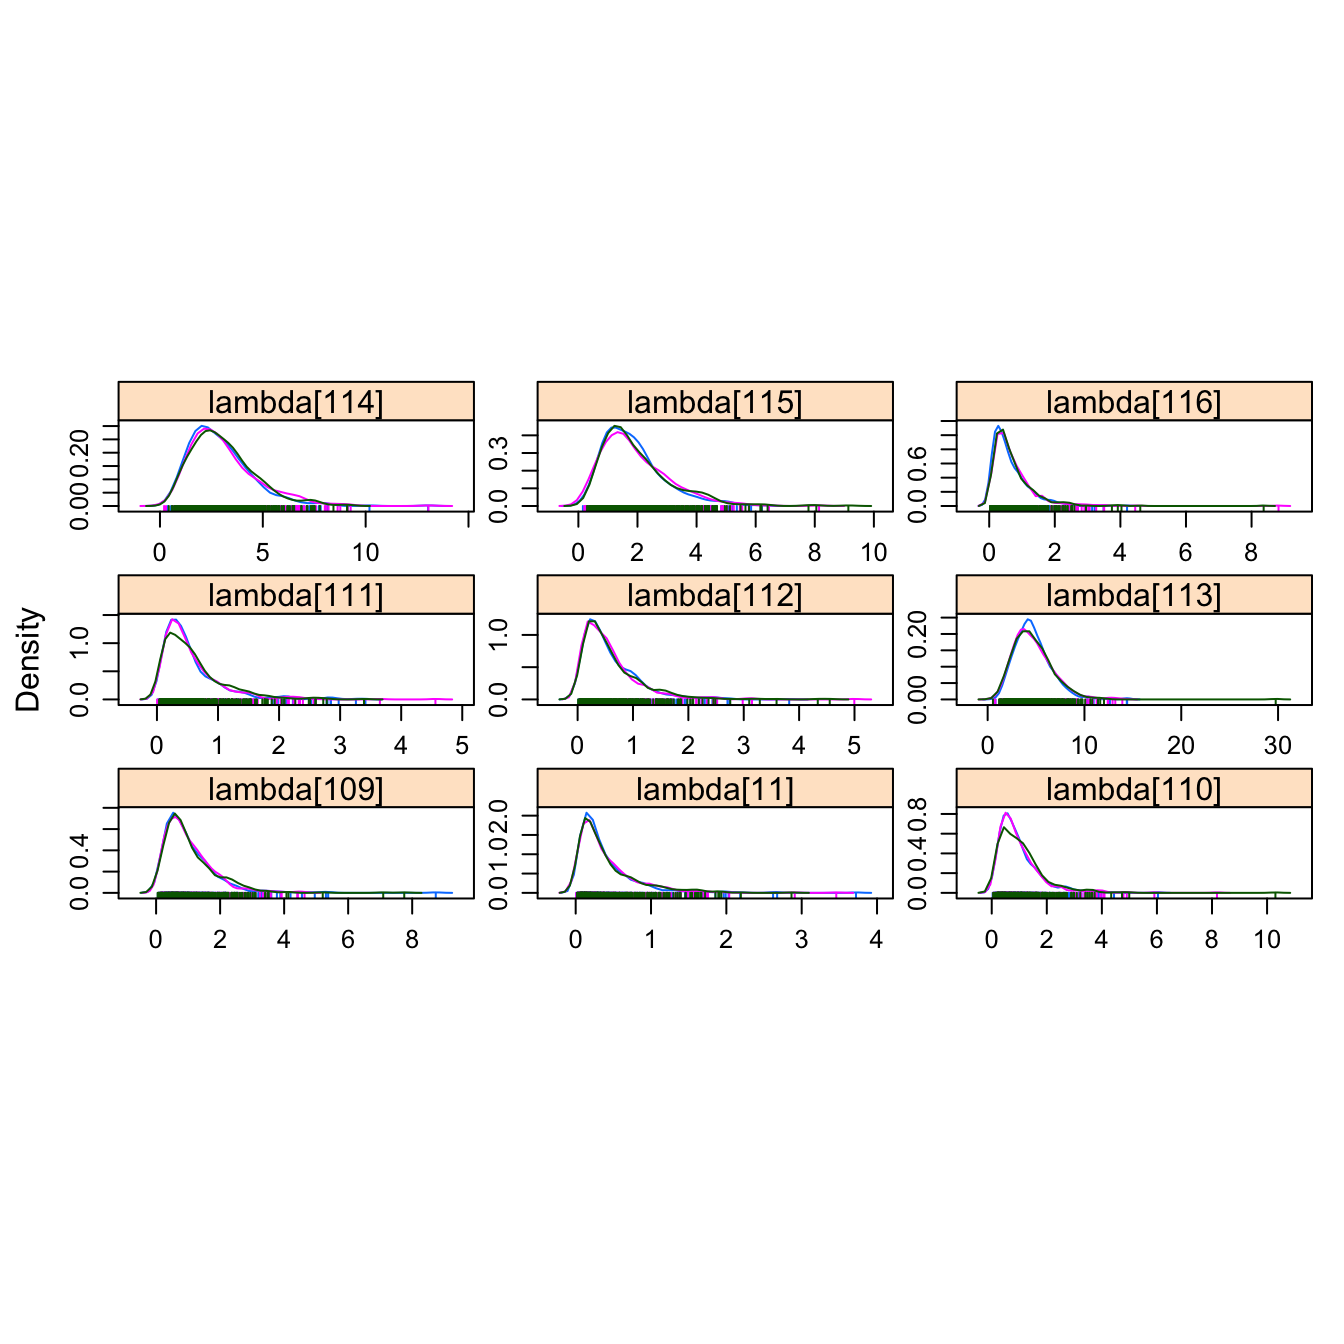 lambda[114] lambda[115] lambda[116]
0.00 0.20
0.0 0.3
0.0 0.6
0 5 10
0 2 4 6 8 10
0 2 4 6 8
lambda[111] lambda[112] lambda[113]
0.0 1.0
0.0 1.0
0.00 0.20
0 1 2 3 4 5
0 1 2 3 4 5
0 10 20 30
Density
lambda[109] lambda[11] lambda[110]
0.0 0.4
0.0 1.0 2.0
0.0 0.4 0.8
0 2 4 6 8
0 1 2 3 4
0 2 4 6 8 10